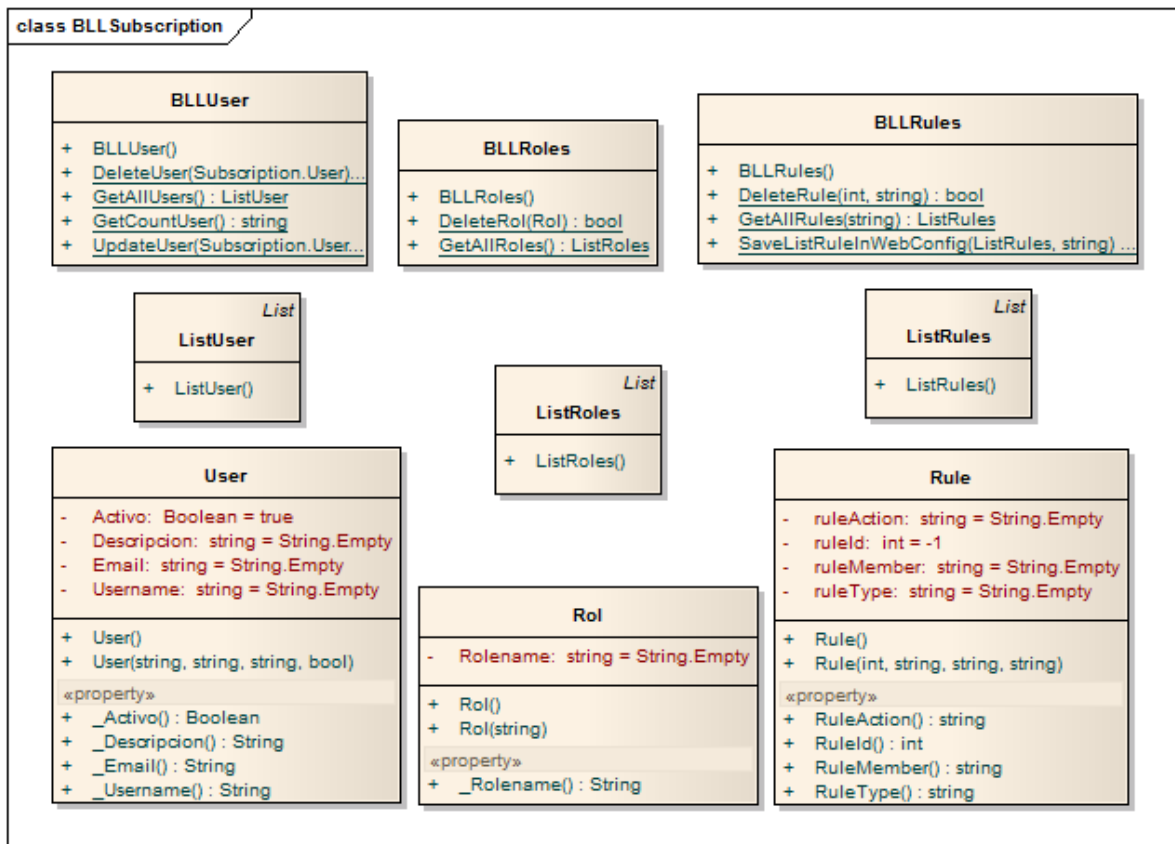 class BLLSubscription
BLLUser
+ BLLUser()
+ DeleteUser(Subscription.User)...
+ GetAllUsers() : ListUser
+ GetCountUser() : string
+ UpdateUser(Subscription.User...
BLLRoles
+ BLLRoles()
+ DeleteRol(Rol) : bool
+ GetAllRoles() : ListRoles
BLLRules
+ BLLRules()
+ DeleteRule(int, string) : bool
+ GetAllRules(string) : ListRules
+ SaveListRuleInWebConfig(ListRules, string) ...
List
ListUser
+ ListUser()
List
ListRoles
+ ListRoles()
List
ListRules
+ ListRules()
User
- Activo: Boolean = true
- Descripcion: string = String.Empty
- Email: string = String.Empty
- Username: string = String.Empty
+ User()
+ User(string, string, string, bool)
«property»
+ _Activo() : Boolean
+ _Descripcion() : String
+ _Email() : String
+ _Username() : String
Rol
- Rolename: string = String.Empty
+ Rol()
+ Rol(string)
«property»
+ _Rolename() : String
Rule
- ruleAction: string = String.Empty
- ruleId: int = -1
- ruleMember: string = String.Empty
- ruleType: string = String.Empty
+ Rule()
+ Rule(int, string, string, string)
«property»
+ RuleAction() : string
+ RuleId() : int
+ RuleMember() : string
+ RuleType() : string